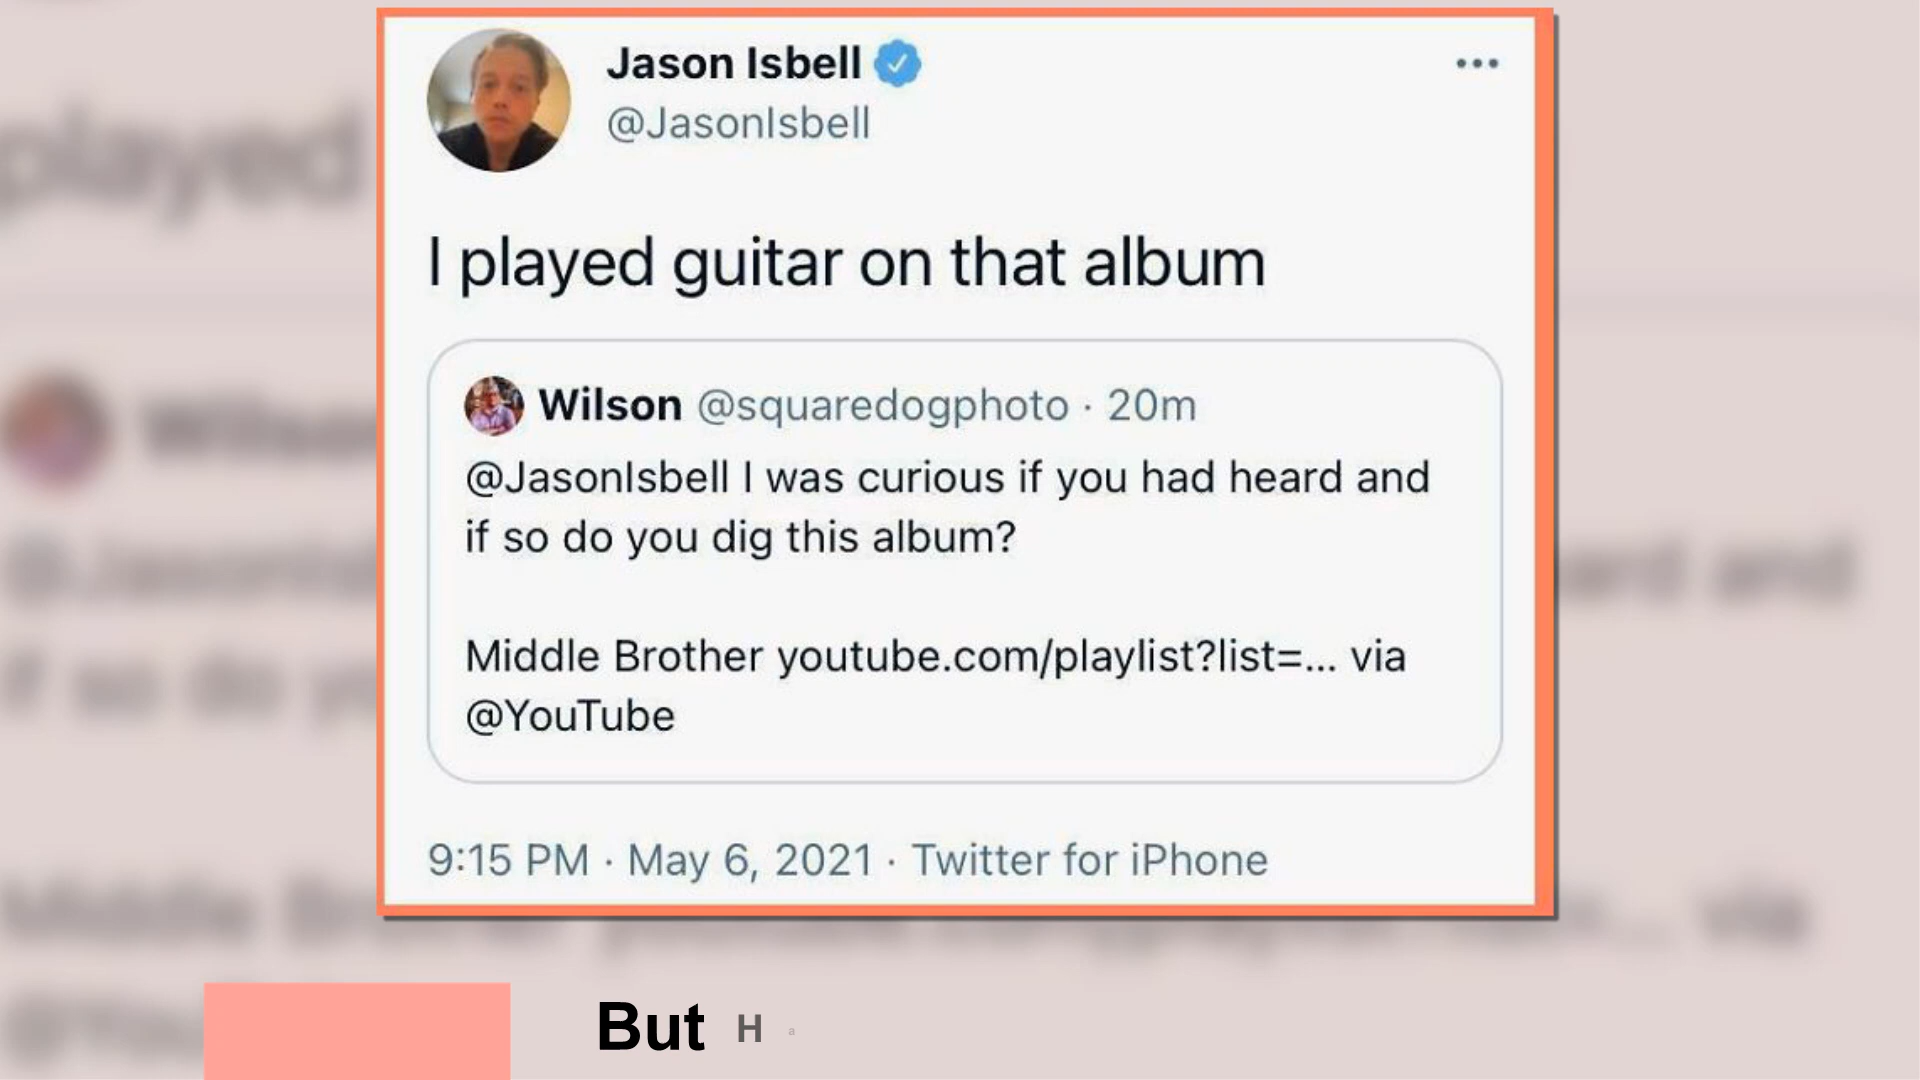 Jason Isbell
@JasonIsbell
I played guitar on that album
Wilson @squaredogphoto · 20m
@JasonIsbell I was curious if you had heard and
if so do you dig this album?
Middle Brother youtube.com/playlist?list=... via
@YouTube
9:15 PM · May 6, 2021 · Twitter for iPhone
But H a